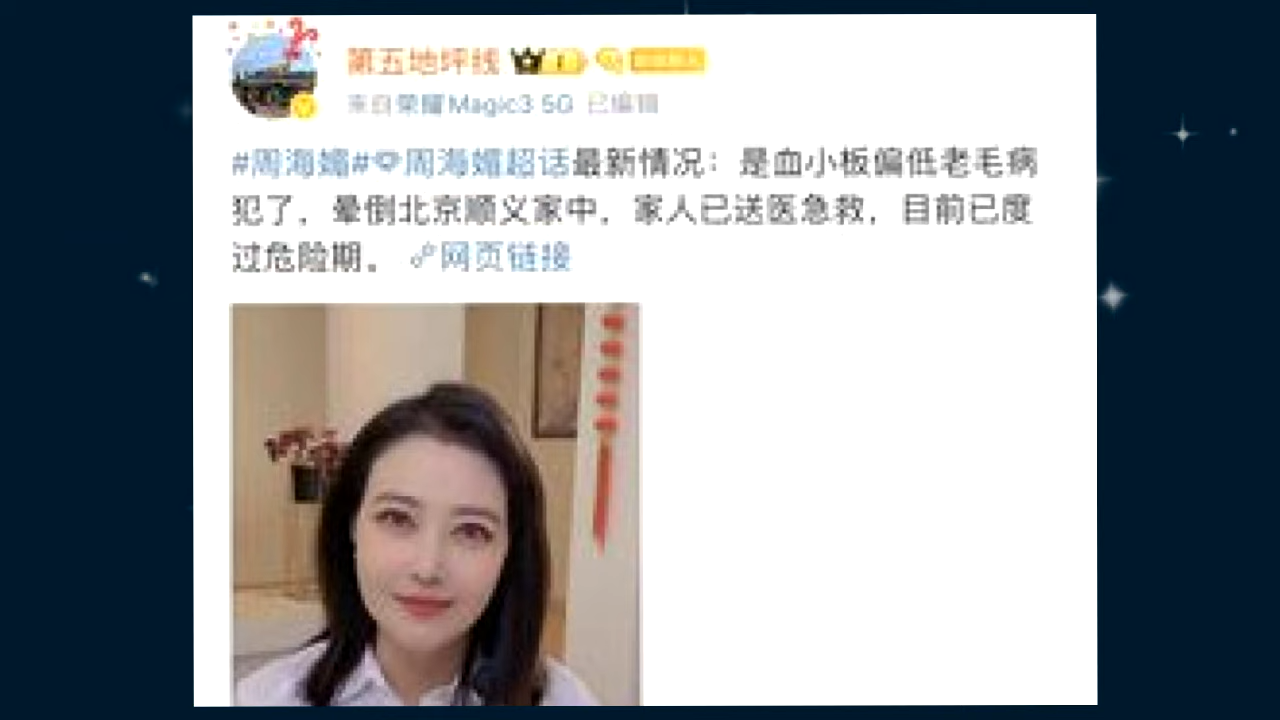 第五地坪线
来自荣耀Magic3 5G 已编辑
#周海媚#周海媚超话最新情况：是血小板偏低老毛病
犯了，晕倒北京顺义家中，家人已送医急救，目前已度
过危险期。 网页链接